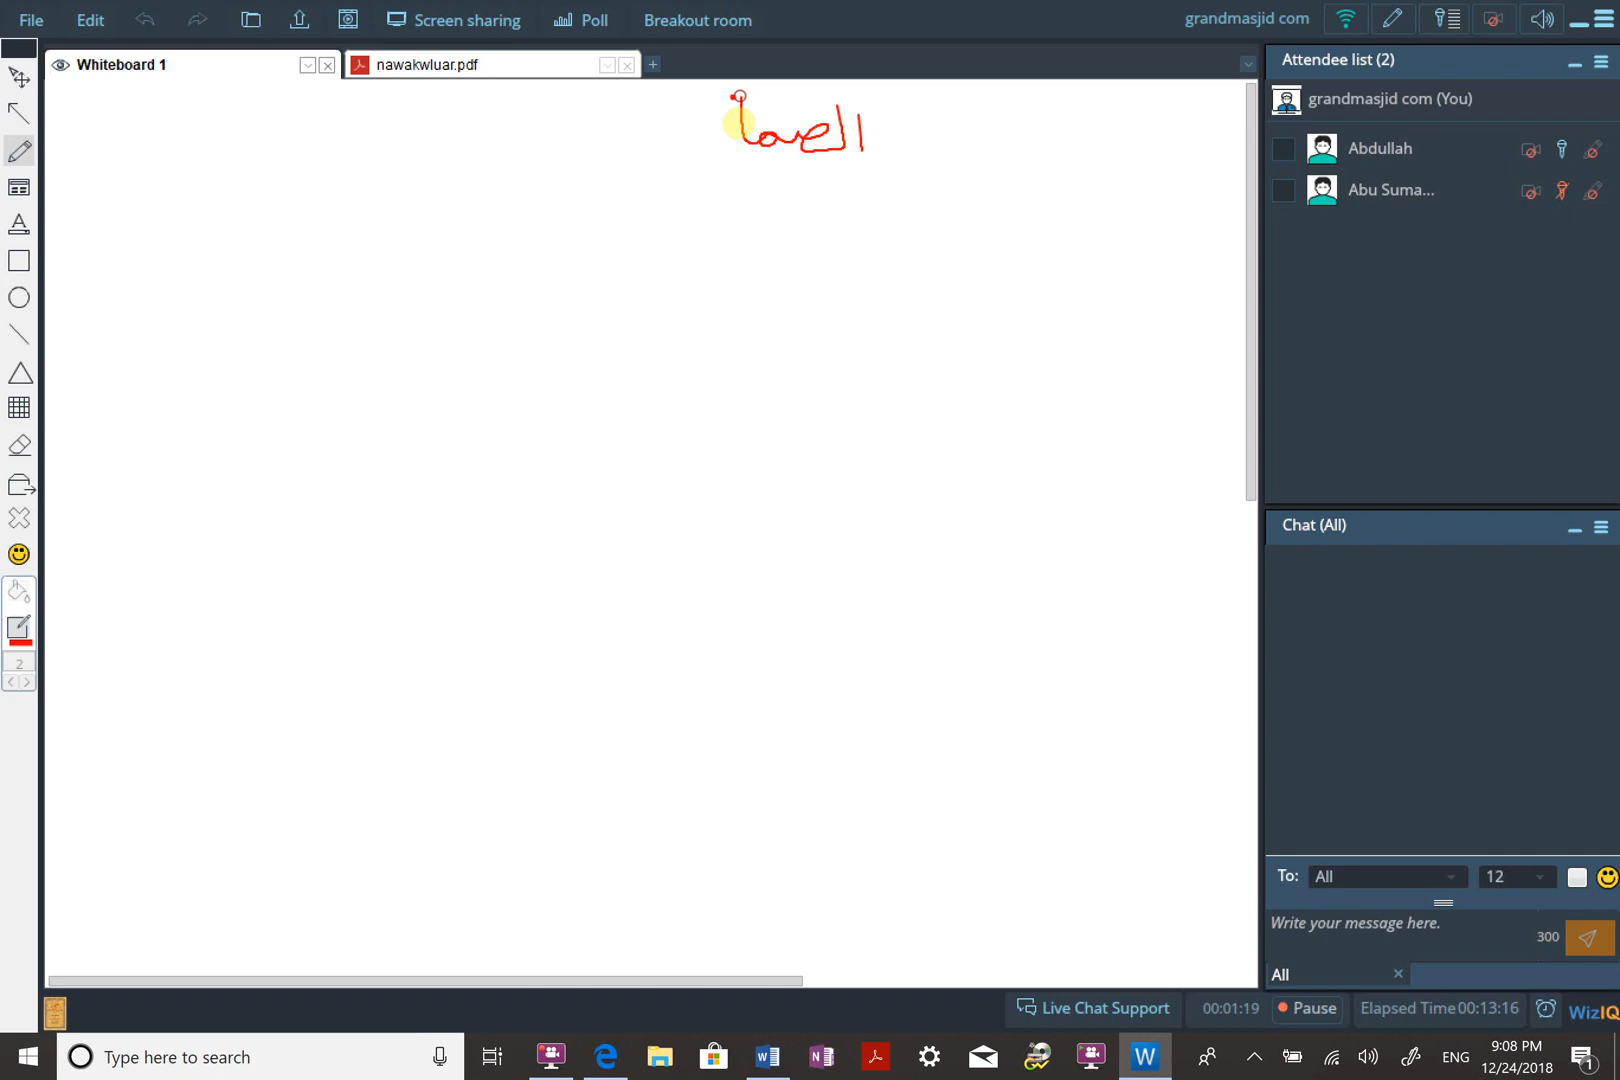 File Edit Screen sharing Poll Breakout room grandmasjid com
Whiteboard 1 nawakwluar.pdf +
Attendee list (2)
grandmasjid com (You)
Abdullah
Abu Suma...
2
Chat (All)
To: All 12
Write your message here.
300
All
Live Chat Support 00:01:19 Pause Elapsed Time 00:13:16 WizIQ
Type here to search
ENG
9:08 PM
12/24/2018
1